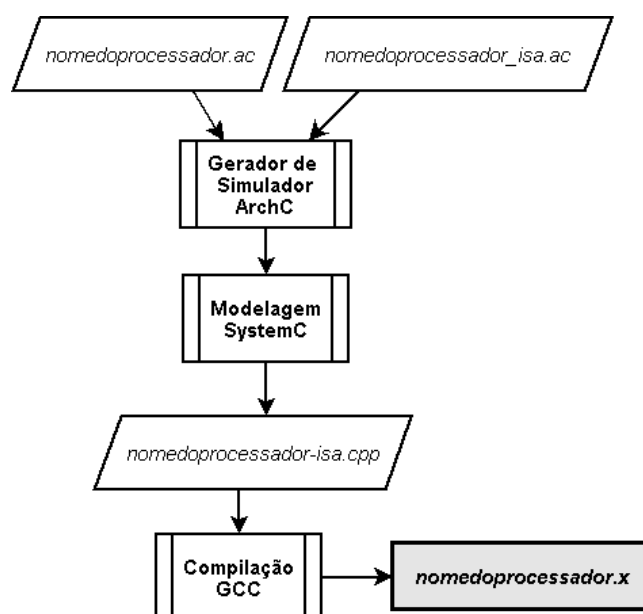 nomedoprocessador.ac
nomedoprocessador_isa.ac
Gerador de
Simulador
ArchC
Modelagem
SystemC
nomedoprocessador-isa.cpp
Compilação
GCC
nomedoprocessador.x